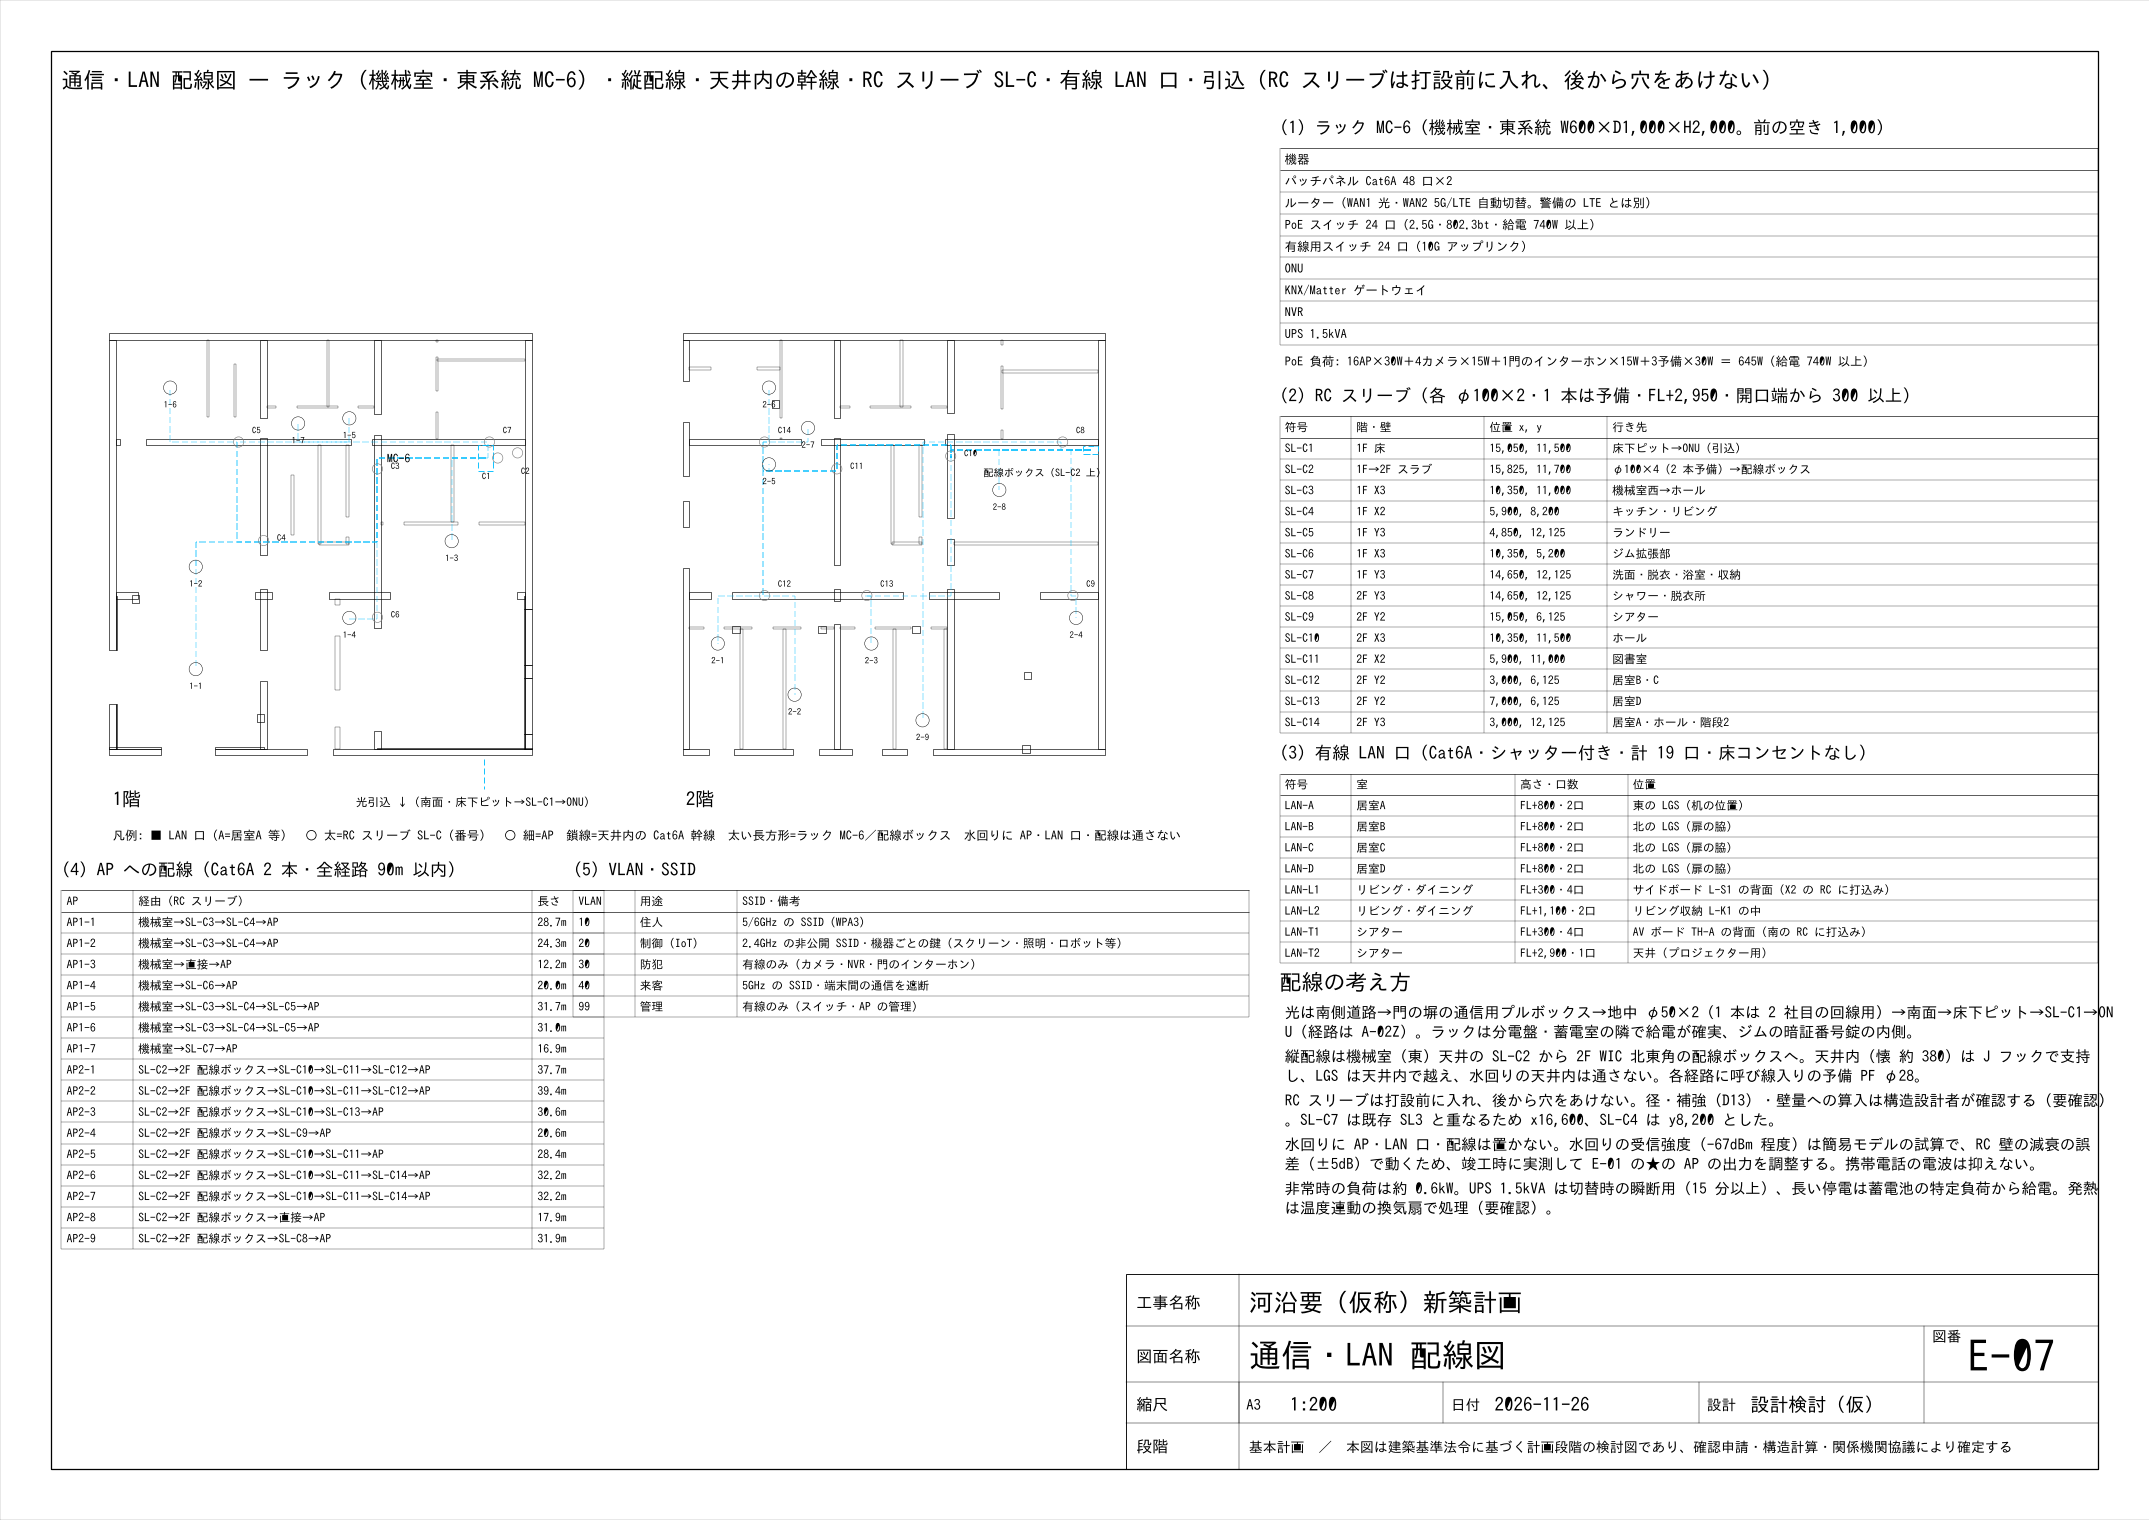 通信・LAN 配線図 ― ラック（機械室・東系統 MC-6）・縦配線・天井内の幹線・RC スリーブ SL-C・有線 LAN 口・引込（RC スリーブは打設前に入れ、後から穴をあけない）
(1) ラック MC-6（機械室・東系統 W600×D1,000×H2,000。前の空き 1,000）
機器
パッチパネル Cat6A 48 口×2
ルーター（WAN1 光・WAN2 5G/LTE 自動切替。警備の LTE とは別）
PoE スイッチ 24 口（2.5G・802.3bt・給電 740W 以上）
有線用スイッチ 24 口（10G アップリンク）
ONU
KNX/Matter ゲートウェイ
NVR
UPS 1.5kVA
PoE 負荷: 16AP×30W+4カメラ×15W+1門のインターホン×15W+3予備×30W = 645W（給電 740W 以上）
(2) RC スリーブ（各 φ100×2・1 本は予備・FL+2,950・開口端から 300 以上）
符号 階・壁 位置 x, y 行き先
SL-C1 1F 床 15,050, 11,500 床下ピット→ONU（引込）
SL-C2 1F→2F スラブ 15,825, 11,700 φ100×4（2 本予備）→配線ボックス
SL-C3 1F X3 10,350, 11,000 機械室西→ホール
SL-C4 1F X2 5,900, 8,200 キッチン・リビング
SL-C5 1F Y3 4,850, 12,125 ランドリー
SL-C6 1F X3 10,350, 5,200 ジム拡張部
SL-C7 1F Y3 14,650, 12,125 洗面・脱衣・浴室・収納
SL-C8 2F Y3 14,650, 12,125 シャワー・脱衣所
SL-C9 2F Y2 15,050, 6,125 シアター
SL-C10 2F X3 10,350, 11,500 ホール
SL-C11 2F X2 5,900, 11,000 図書室
SL-C12 2F Y2 3,000, 6,125 居室B・C
SL-C13 2F Y2 7,000, 6,125 居室D
SL-C14 2F Y3 3,000, 12,125 居室A・ホール・階段2
(3) 有線 LAN 口（Cat6A・シャッター付き・計 19 口・床コンセントなし）
符号 室 高さ・口数 位置
LAN-A 居室A FL+800・2口 東の LGS（机の位置）
LAN-B 居室B FL+800・2口 北の LGS（扉の脇）
LAN-C 居室C FL+800・2口 北の LGS（扉の脇）
LAN-D 居室D FL+800・2口 北の LGS（扉の脇）
LAN-L1 リビング・ダイニング FL+300・4口 サイドボード L-S1 の背面（X2 の RC に打込み）
LAN-L2 リビング・ダイニング FL+1,100・2口 リビング収納 L-K1 の中
LAN-T1 シアター FL+300・4口 AV ボード TH-A の背面（南の RC に打込み）
LAN-T2 シアター FL+2,900・1口 天井（プロジェクター用）
配線の考え方
光は南側道路→門の塀の通信用プルボックス→地中 φ50×2（1 本は 2 社目の回線用）→南面→床下ピット→SL-C1→ON
U（経路は A-02Z）。ラックは分電盤・蓄電室の隣で給電が確実、ジムの暗証番号錠の内側。
縦配線は機械室（東）天井の SL-C2 から 2F WIC 北東角の配線ボックスへ。天井内（懐 約 380）は J フックで支持
し、LGS は天井内で越え、水回りの天井内は通さない。各経路に呼び線入りの予備 PF φ28。
RC スリーブは打設前に入れ、後から穴をあけない。径・補強（D13）・壁量への算入は構造設計者が確認する（要確認）
。SL-C7 は既存 SL3 と重なるため x16,600、SL-C4 は y8,200 とした。
水回りに AP・LAN 口・配線は置かない。水回りの受信強度（-67dBm 程度）は簡易モデルの試算で、RC 壁の減衰の誤
差（±5dB）で動くため、竣工時に実測して E-01 の★の AP の出力を調整する。携帯電話の電波は抑えない。
非常時の負荷は約 0.6kW。UPS 1.5kVA は切替時の瞬断用（15 分以上）、長い停電は蓄電池の特定負荷から給電。発熱
は温度連動の換気扇で処理（要確認）。
1-6
C5
1-7
1-5
C7
MC-6
C3
C1
C2
C4
1-2
1-3
C6
1-4
1-1
1階
光引込 ↓（南面・床下ピット→SL-C1→ONU）
2-6
C14
2-7
C8
C10
C11
2-5
配線ボックス（SL-C2 上）
2-8
C12
C13
C9
2-1
2-3
2-4
2-2
2-9
2階
凡例: ■ LAN 口（A=居室A 等） ○ 太=RC スリーブ SL-C（番号） ○ 細=AP 鎖線=天井内の Cat6A 幹線 太い長方形=ラック MC-6／配線ボックス 水回りに AP・LAN 口・配線は通さない
(4) AP への配線（Cat6A 2 本・全経路 90m 以内）
AP 経由（RC スリーブ） 長さ
AP1-1 機械室→SL-C3→SL-C4→AP 28.7m
AP1-2 機械室→SL-C3→SL-C4→AP 24.3m
AP1-3 機械室→直接→AP 12.2m
AP1-4 機械室→SL-C6→AP 20.0m
AP1-5 機械室→SL-C3→SL-C4→SL-C5→AP 31.7m
AP1-6 機械室→SL-C3→SL-C4→SL-C5→AP 31.0m
AP1-7 機械室→SL-C7→AP 16.9m
AP2-1 SL-C2→2F 配線ボックス→SL-C10→SL-C11→SL-C12→AP 37.7m
AP2-2 SL-C2→2F 配線ボックス→SL-C10→SL-C11→SL-C12→AP 39.4m
AP2-3 SL-C2→2F 配線ボックス→SL-C10→SL-C13→AP 30.6m
AP2-4 SL-C2→2F 配線ボックス→SL-C9→AP 20.6m
AP2-5 SL-C2→2F 配線ボックス→SL-C10→SL-C11→AP 28.4m
AP2-6 SL-C2→2F 配線ボックス→SL-C10→SL-C11→SL-C14→AP 32.2m
AP2-7 SL-C2→2F 配線ボックス→SL-C10→SL-C11→SL-C14→AP 32.2m
AP2-8 SL-C2→2F 配線ボックス→直接→AP 17.9m
AP2-9 SL-C2→2F 配線ボックス→SL-C8→AP 31.9m
(5) VLAN・SSID
VLAN 用途 SSID・備考
10 住人 5/6GHz の SSID（WPA3）
20 制御（IoT） 2.4GHz の非公開 SSID・機器ごとの鍵（スクリーン・照明・ロボット等）
30 防犯 有線のみ（カメラ・NVR・門のインターホン）
40 来客 5GHz の SSID・端末間の通信を遮断
99 管理 有線のみ（スイッチ・AP の管理）
工事名称 河沿要（仮称）新築計画
図面名称 通信・LAN 配線図 図番 E-07
縮尺 A3 1:200 日付 2026-11-26 設計 設計検討（仮）
段階 基本計画 ／ 本図は建築基準法令に基づく計画段階の検討図であり、確認申請・構造計算・関係機関協議により確定する